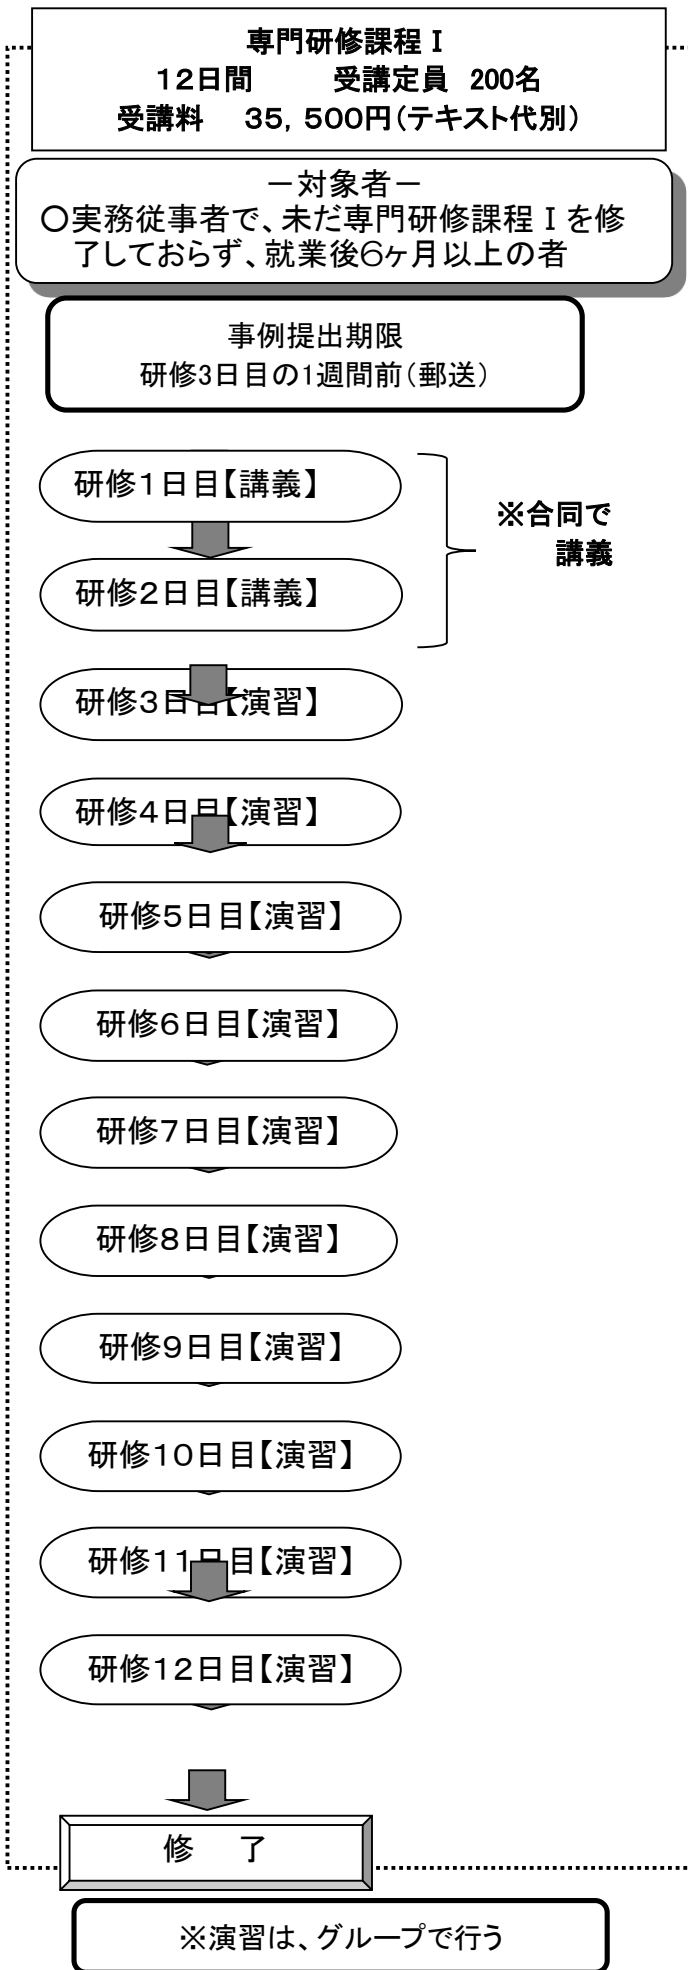 専門研修課程Ⅰ
12日間　　受講定員 200名
受講料　35,500円(テキスト代別)
－対象者－
○実務従事者で、未だ専門研修課程Ⅰを修
了しておらず、就業後6ヶ月以上の者
事例提出期限
研修3日目の1週間前(郵送)
研修1日目【講義】
研修2日目【講義】
※合同で
講義
研修3日目【演習】
研修4日目【演習】
研修5日目【演習】
研修6日目【演習】
研修7日目【演習】
研修8日目【演習】
研修9日目【演習】
研修10日目【演習】
研修11日目【演習】
研修12日目【演習】
修　了
※演習は、グループで行う